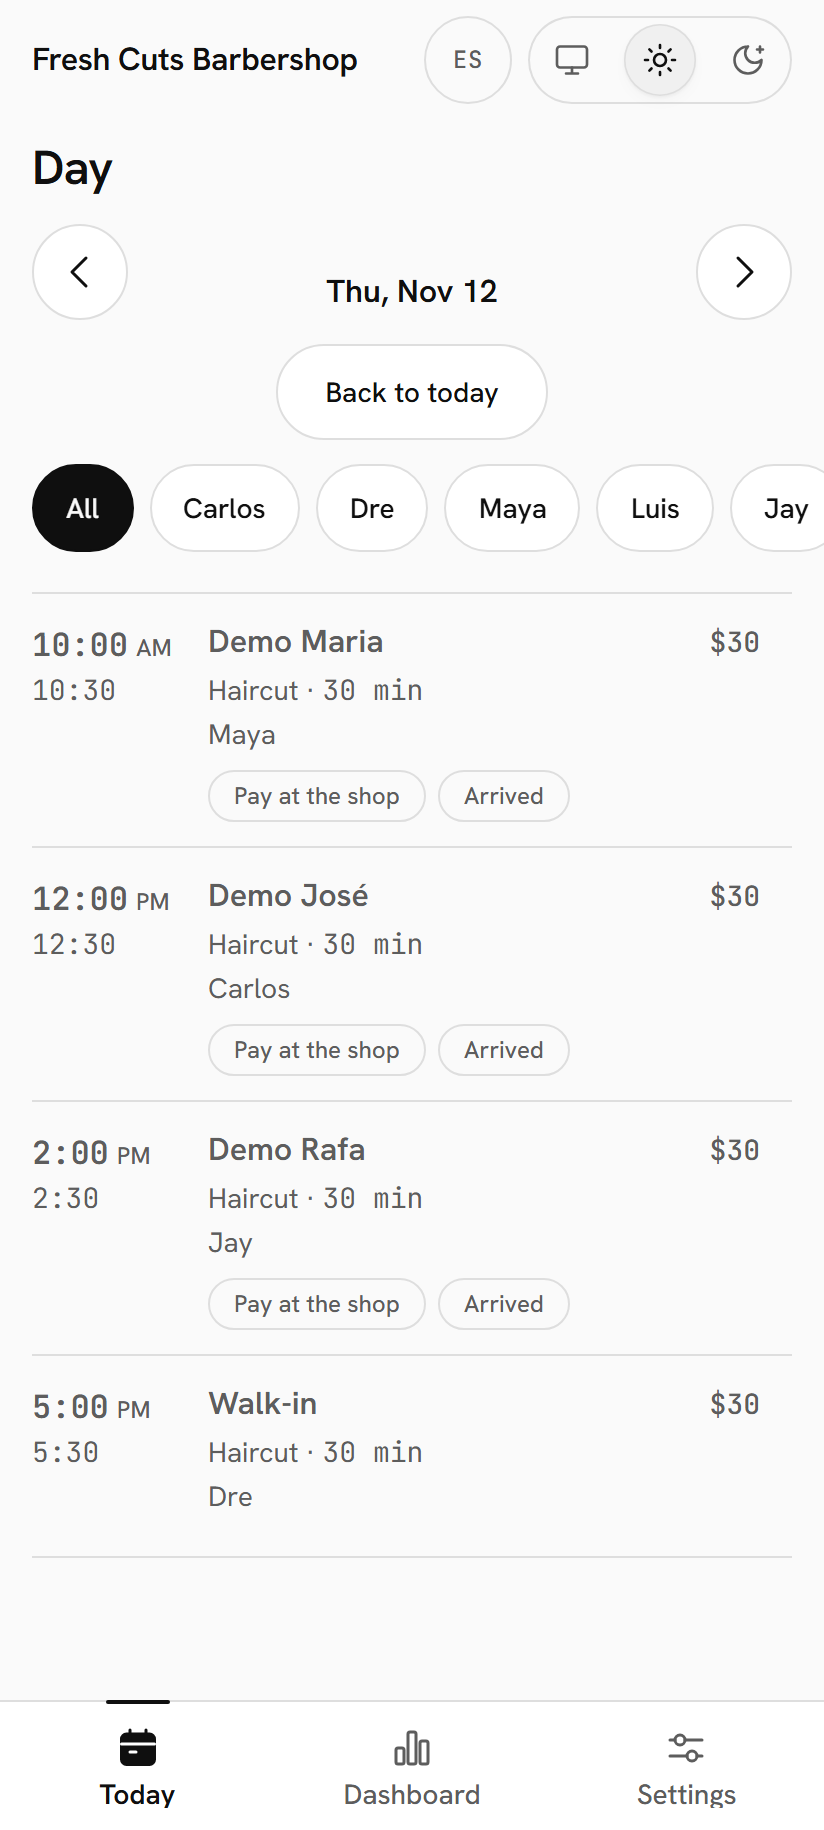 Fresh Cuts Barbershop
ES
Day
Thu, Nov 12
Back to today
All Carlos Dre Maya Luis Jay
10:00 AM Demo Maria $30
10:30 Haircut · 30 min
Maya
Pay at the shop Arrived
12:00 PM Demo José $30
12:30 Haircut · 30 min
Carlos
Pay at the shop Arrived
2:00 PM Demo Rafa $30
2:30 Haircut · 30 min
Jay
Pay at the shop Arrived
5:00 PM Walk-in $30
5:30 Haircut · 30 min
Dre
Today Dashboard Settings